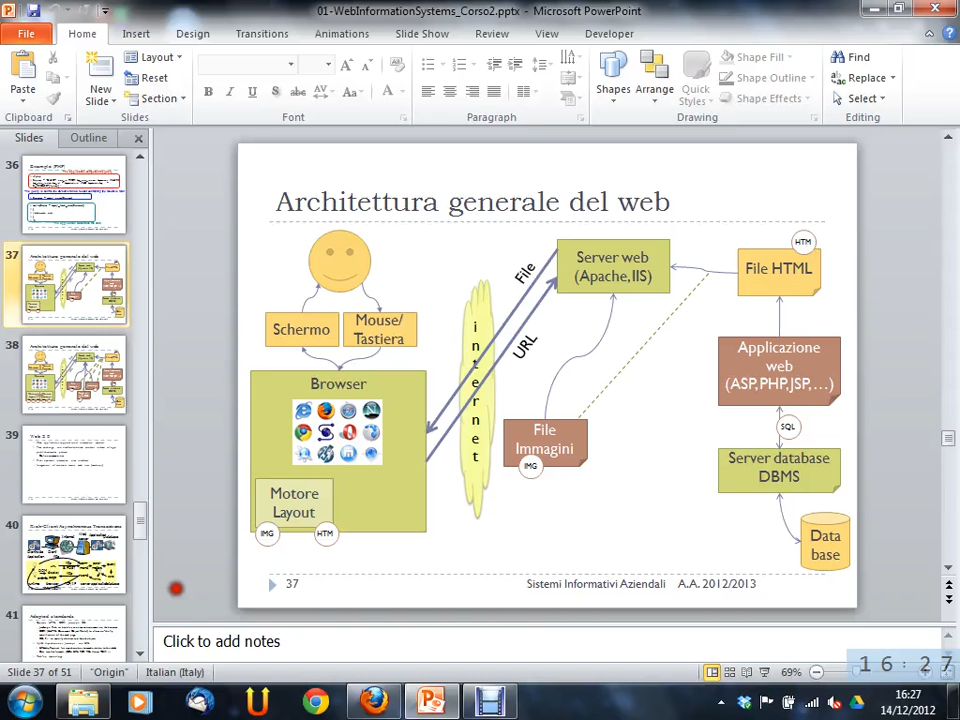 01-WebInformationSystems_Corso2.pptx - Microsoft PowerPoint
File Home Insert Design Transitions Animations Slide Show Review View Developer
Paste
Clipboard
New
Slide
Layout
Reset
Section
Slides
B I U S abc AV Aa A
Font
Paragraph
Shapes
Arrange
Quick
Styles
Shape Fill
Shape Outline
Shape Effects
Drawing
Find
Replace
Select
Editing
Slides Outline
36
37
38
39
40
41
Architettura generale del web
Schermo
Mouse/
Tastiera
Browser
Motore
Layout
IMG
HTM
internet
File
URL
Server web
(Apache, IIS)
File
Immagini
IMG
HTM
File HTML
Applicazione
web
(ASP,PHP,JSP,…)
SQL
Server database
DBMS
Data
base
37
Sistemi Informativi Aziendali A.A. 2012/2013
Click to add notes
Slide 37 of 51
"Origin"
Italian (Italy)
69%
16:27
16:27
14/12/2012